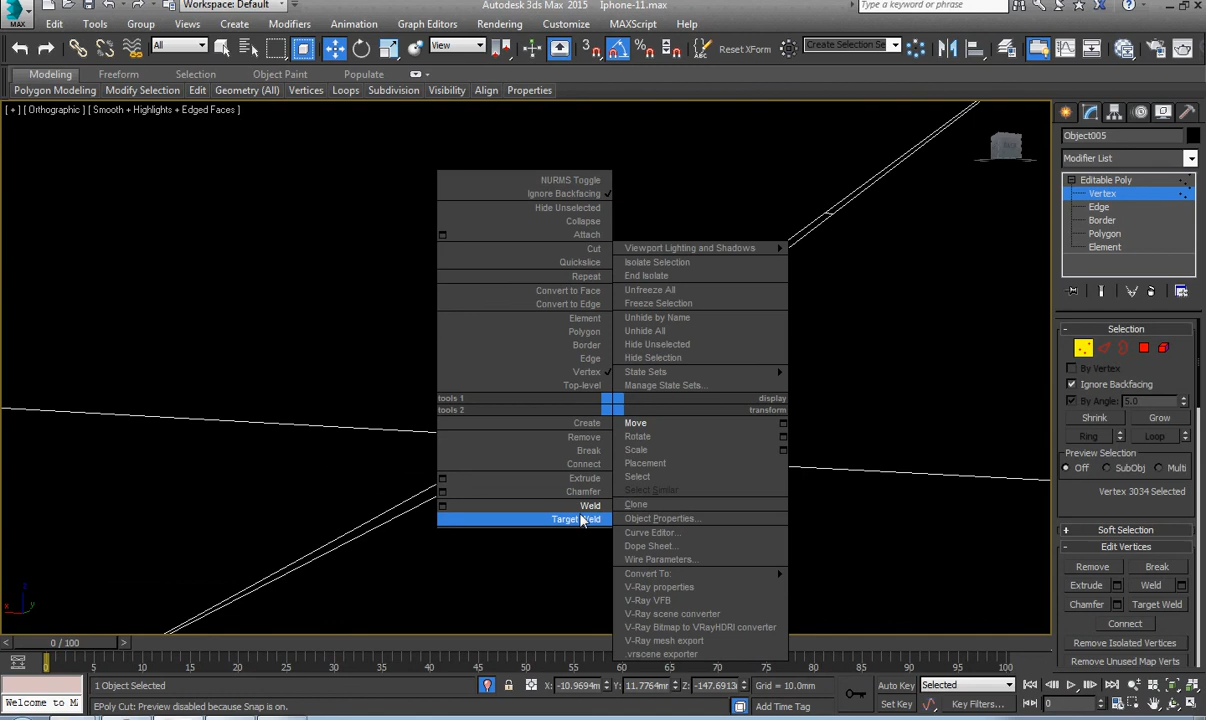 Workspace: Default
Autodesk 3ds Max 2015
Iphone-11.max
Type a keyword or phrase
MAX
Edit Tools Group Views Create Modifiers Animation Graph Editors Rendering Customize MAXScript Help
All
View
3
Reset XForm
Create Selection Se
Modeling Freeform Selection Object Paint Populate
Polygon Modeling Modify Selection Edit Geometry (All) Vertices Loops Subdivision Visibility Align Properties
[ + ] [ Orthographic ] [ Smooth + Highlights + Edged Faces ]
NURMS Toggle
Ignore Backfacing
Hide Unselected
Collapse
Attach
Cut
Quickslice
Repeat
Convert to Face
Convert to Edge
Element
Polygon
Border
Edge
Vertex
Top-level
tools 1
tools 2
Create
Remove
Break
Connect
Extrude
Chamfer
Weld
Target Weld
Viewport Lighting and Shadows
Isolate Selection
End Isolate
Unfreeze All
Freeze Selection
Unhide by Name
Unhide All
Hide Unselected
Hide Selection
State Sets
Manage State Sets...
display
transform
Move
Rotate
Scale
Placement
Select
Select Similar
Clone
Object Properties...
Curve Editor...
Dope Sheet...
Wire Parameters...
Convert To:
V-Ray properties
V-Ray VFB
V-Ray scene converter
V-Ray Bitmap to VRayHDRI converter
V-Ray mesh export
.vrscene exporter
Object005
Modifier List
Editable Poly
Vertex
Edge
Border
Polygon
Element
Selection
By Vertex
Ignore Backfacing
By Angle: 5.0
Shrink Grow
Ring Loop
Preview Selection
Off SubObj Multi
Vertex 3034 Selected
Soft Selection
Edit Vertices
Remove Break
Extrude Weld
Chamfer Target Weld
Connect
Remove Isolated Vertices
Remove Unused Map Verts
z
x
y
0 / 100
0 5 10 15 20 25 30 35 40 45 50 55 60 65 70 75 80 85 90 95 100
1 Object Selected
X: -10.9694m Y: 11.7764m Z: -147.6913 Grid = 10.0mm
Auto Key Selected
Welcome to M
EPoly Cut: Preview disabled because Snap is on.
Add Time Tag
Set Key Key Filters... 0